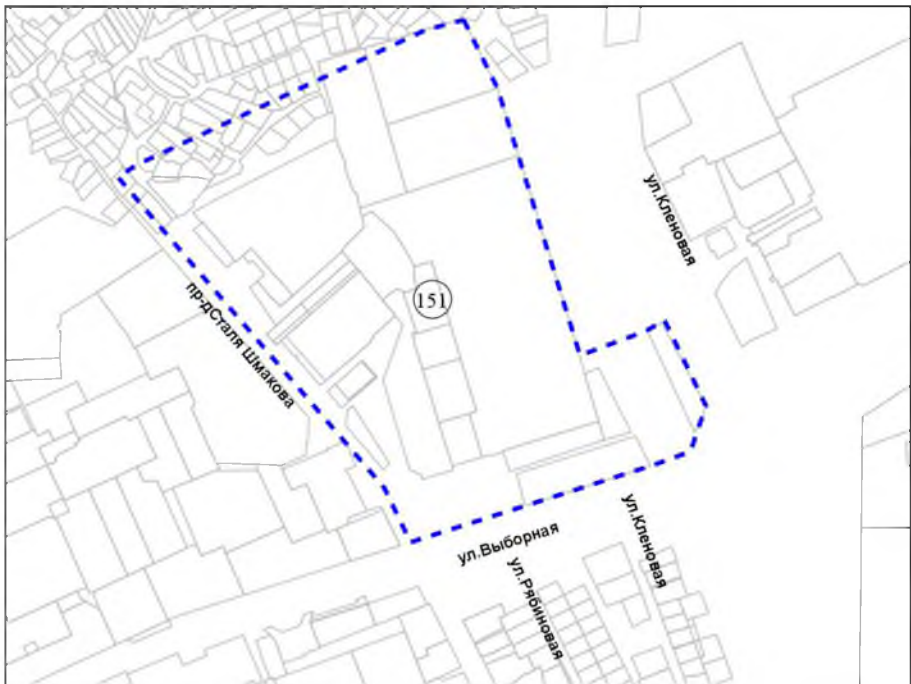 ул.Кленовая
151
пр-дСталя Шмакова
ул.Выборная
ул.Кленовая
ул.Рябиновая